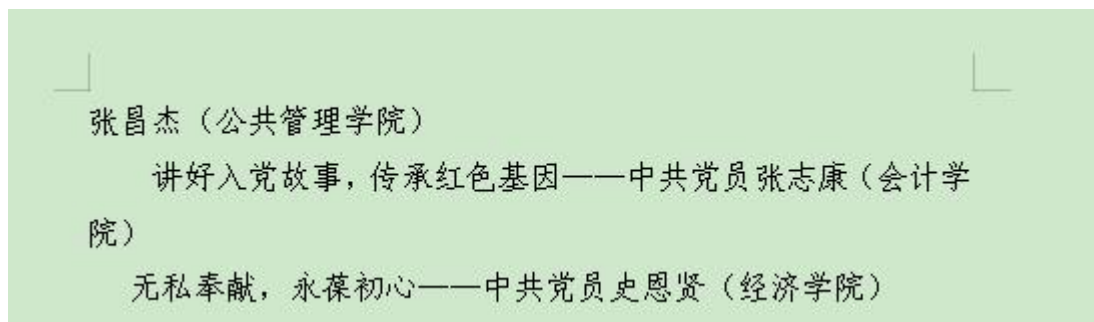 张昌杰（公共管理学院）
讲好入党故事，传承红色基因——中共党员张志康（会计学
院）
无私奉献，永葆初心——中共党员史恩贤（经济学院）